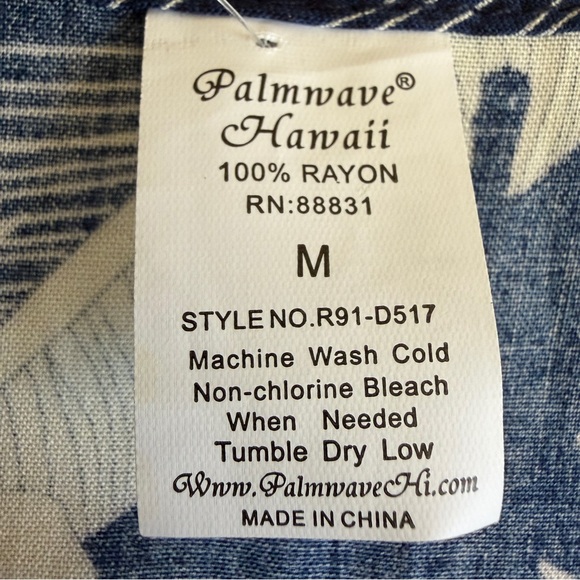 Palmwave®
Hawaii
100% RAYON
RN:88831
M
STYLE NO.R91-D517
Machine Wash Cold
Non-chlorine Bleach
When Needed
Tumble Dry Low
Www.PalmwaveHi.com
MADE IN CHINA